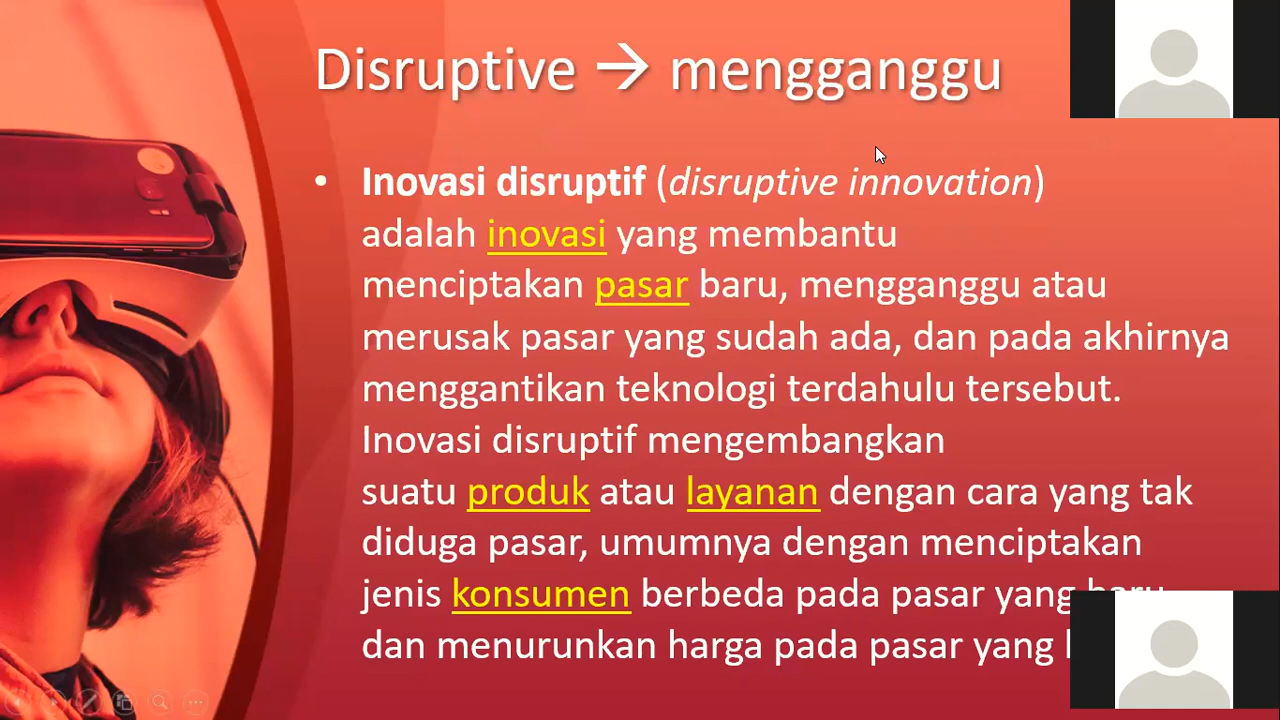 Disruptive → mengganggu
• Inovasi disruptif (disruptive innovation)
adalah inovasi yang membantu
menciptakan pasar baru, mengganggu atau
merusak pasar yang sudah ada, dan pada akhirnya
menggantikan teknologi terdahulu tersebut.
Inovasi disruptif mengembangkan
suatu produk atau layanan dengan cara yang tak
diduga pasar, umumnya dengan menciptakan
jenis konsumen berbeda pada pasar yang baru
dan menurunkan harga pada pasar yang